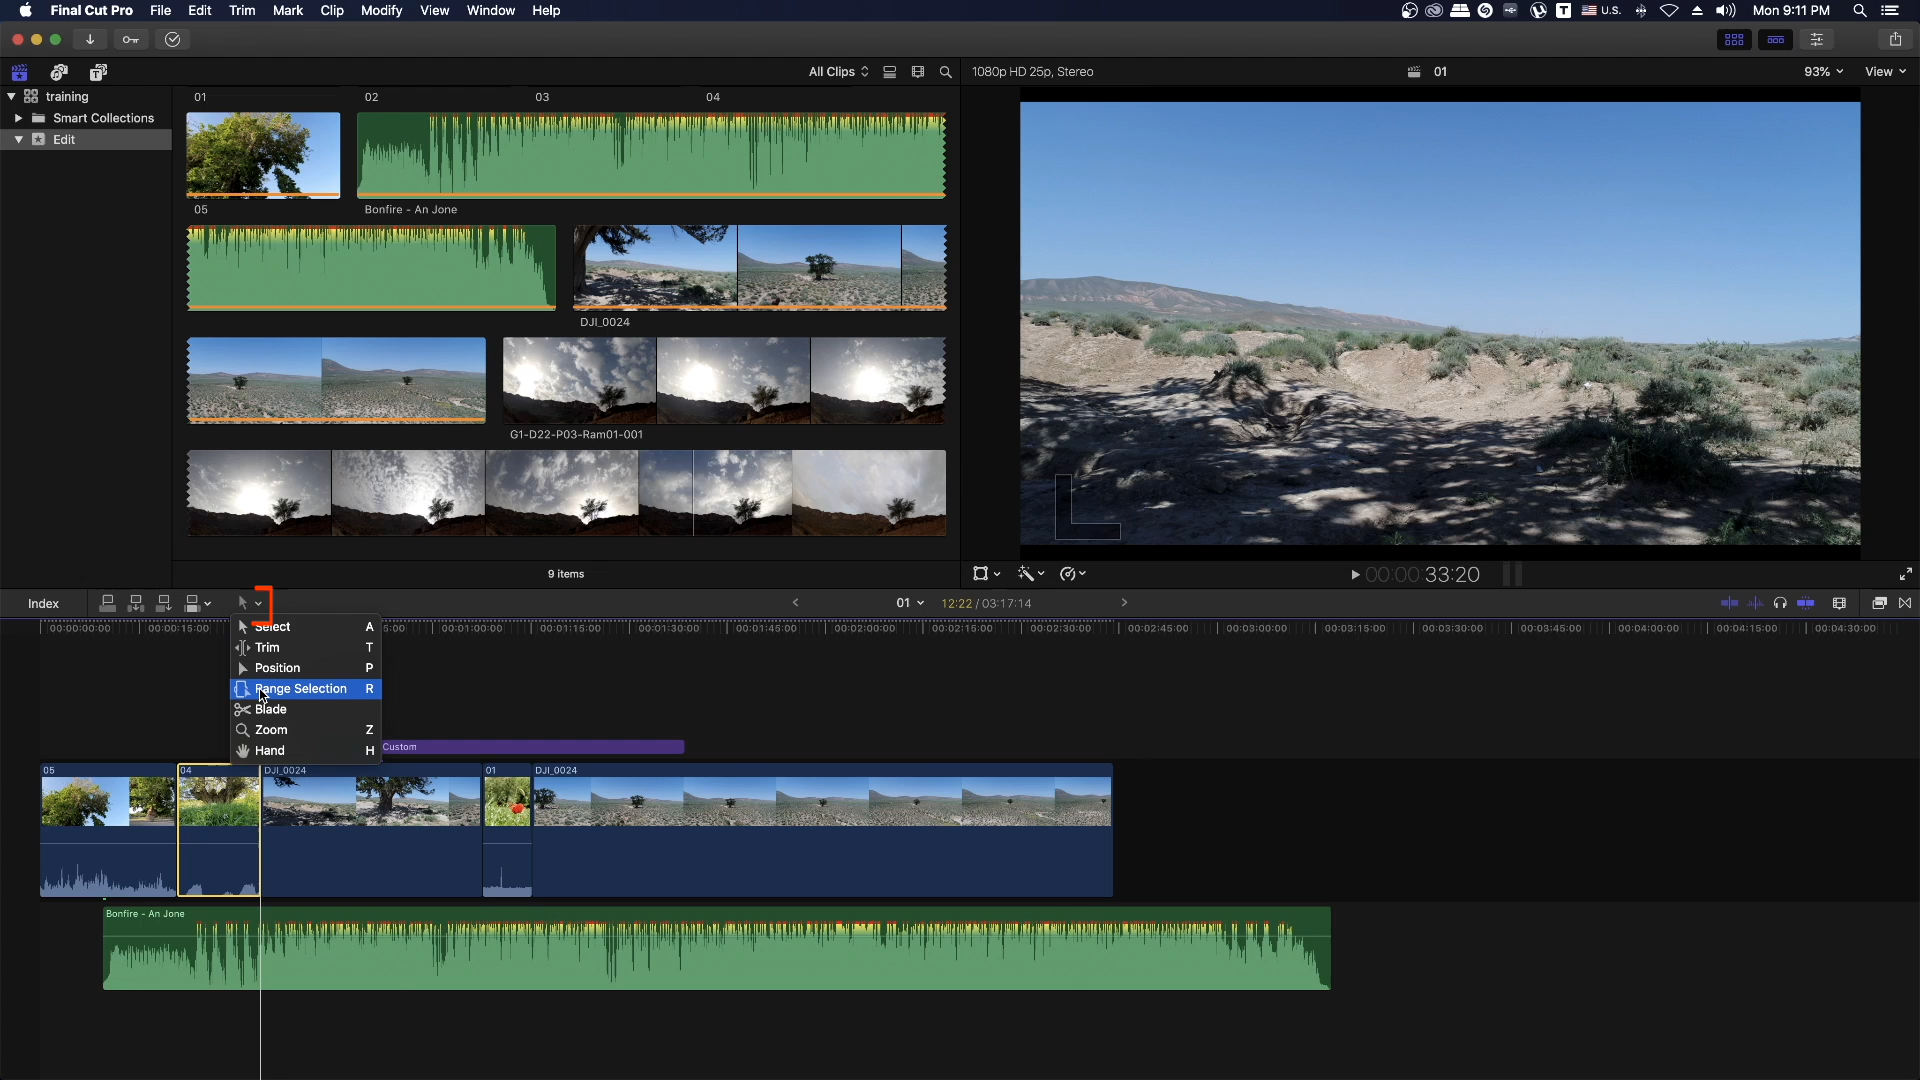 Final Cut Pro File Edit Trim Mark Clip Modify View Window Help U.S. Mon 9:11 PM
All Clips 1080p HD 25p, Stereo 01 93% View
training
Smart Collections
Edit
01 02 03 04
05 Bonfire - An Jone
DJI_0024
G1-D22-P03-Ram01-001
9 items
00:00:00:33:20
Index 01 12:22 / 03:17:14
00:00:00:00 00:00:15:00 5:00 00:01:00:00 00:01:15:00 00:01:30:00 00:01:45:00 00:02:00:00 00:02:15:00 00:02:30:00 00:02:45:00 00:03:00:00 00:03:15:00 00:03:30:00 00:03:45:00 00:04:00:00 00:04:15:00 00:04:30:00
Select A
Trim T
Position P
Range Selection R
Blade
Zoom Z
Hand H
Custom
05 04 DJI_0024 01 DJI_0024
Bonfire - An Jone